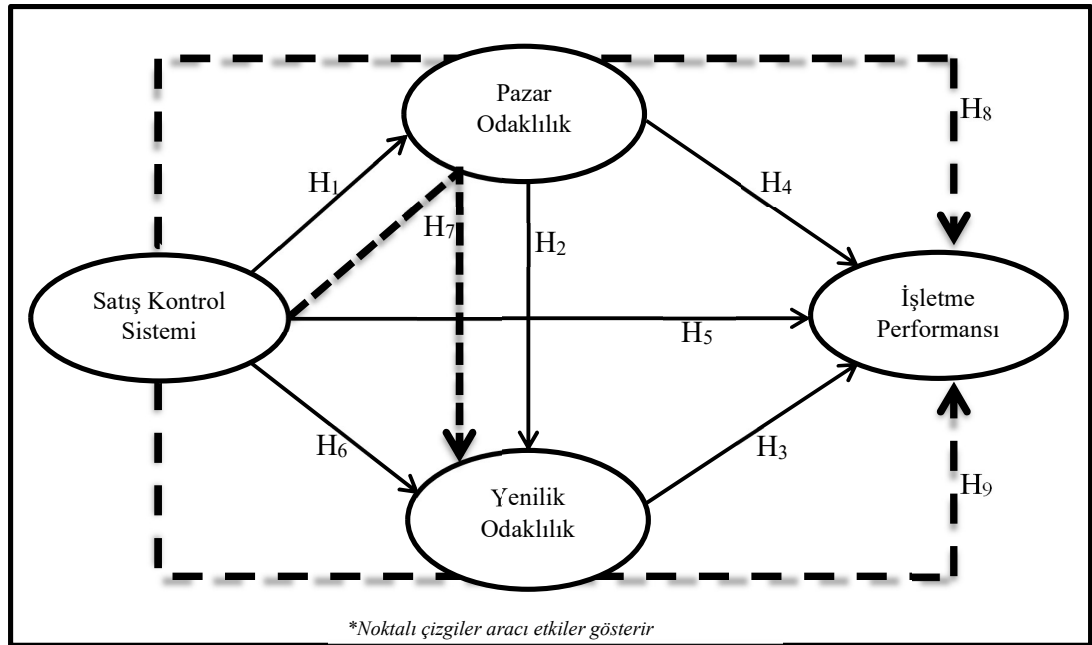 Pazar
Odaklılık
H8
H1
H4
H7
H2
Satış Kontrol
Sistemi
İşletme
Performansı
H5
H6
H3
Yenilik
Odaklılık
H9
*Noktalı çizgiler aracı etkiler gösterir